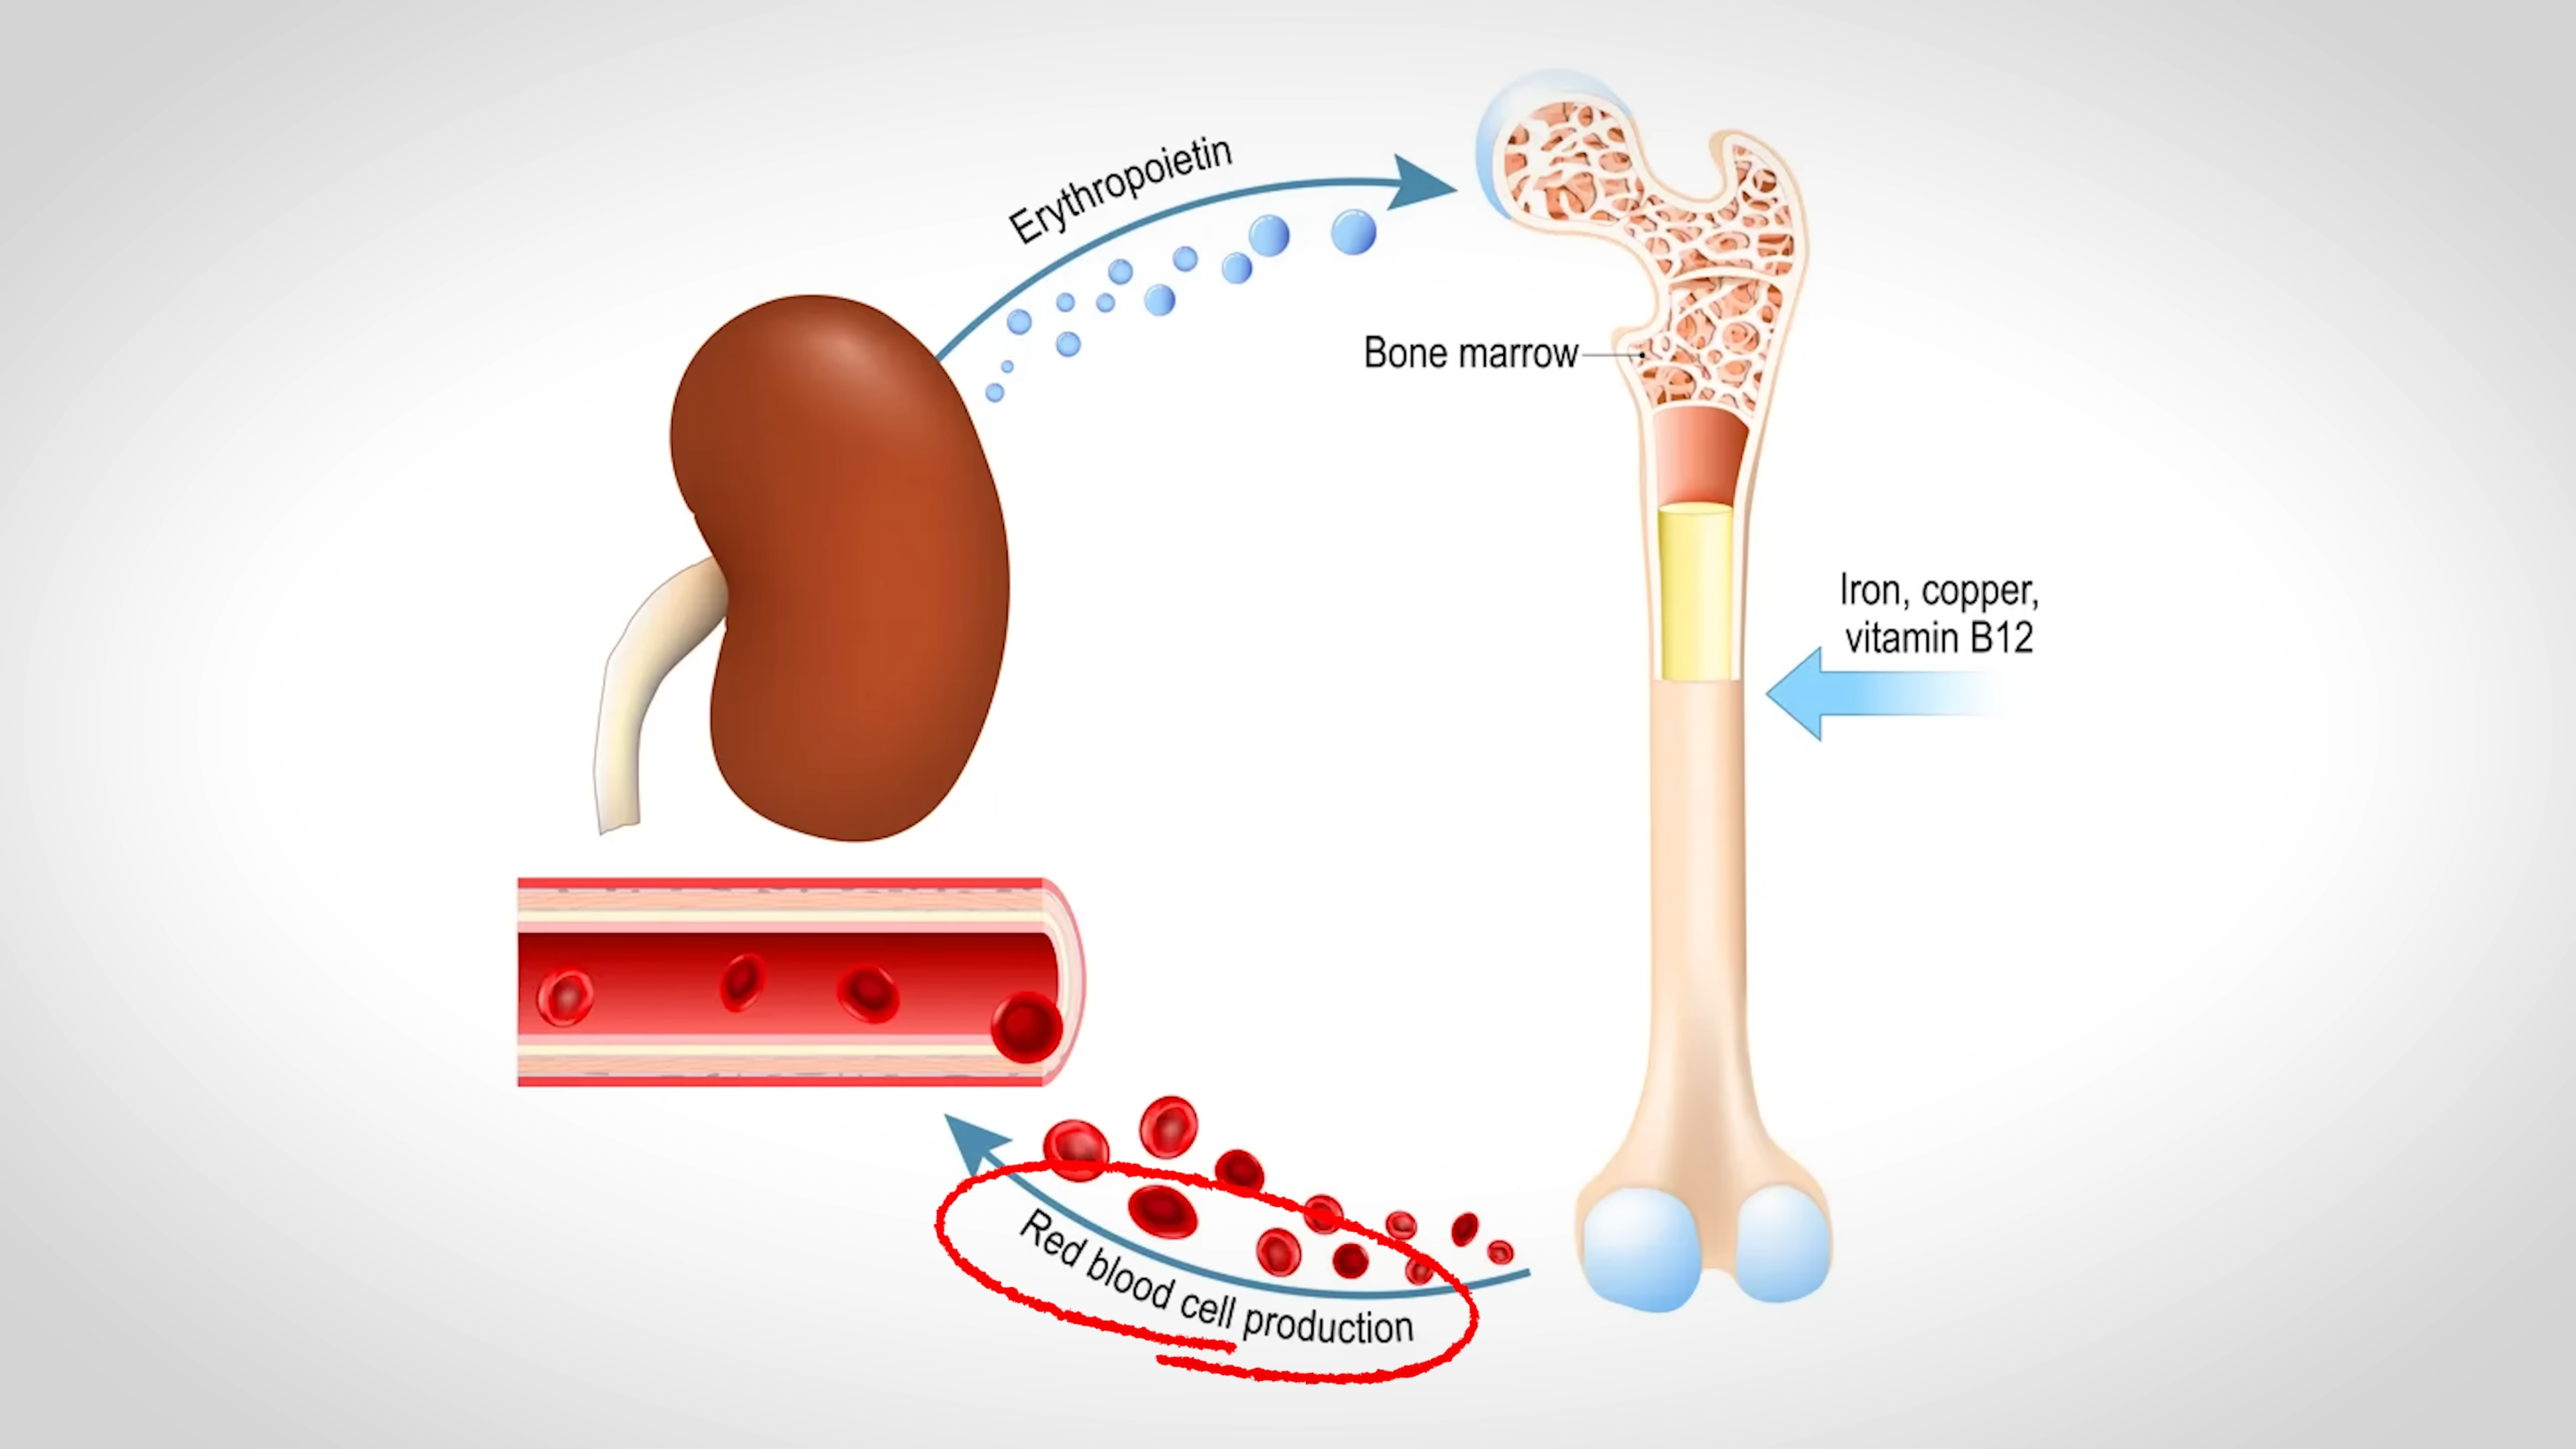 Erythropoietin
Bone marrow
Iron, copper,
vitamin B12
Red blood cell production